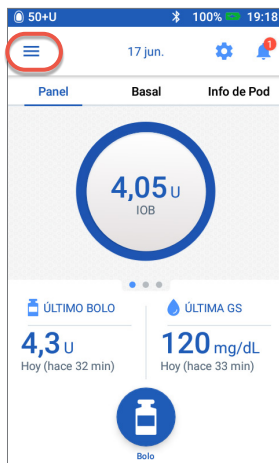 50+U 100% 19:18
17 jun. 1
Panel Basal Info de Pod
4,05 U
IOB
ÚLTIMO BOLO ÚLTIMA GS
4,3 U 120 mg/dL
Hoy (hace 32 min) Hoy (hace 33 min)
Bolo